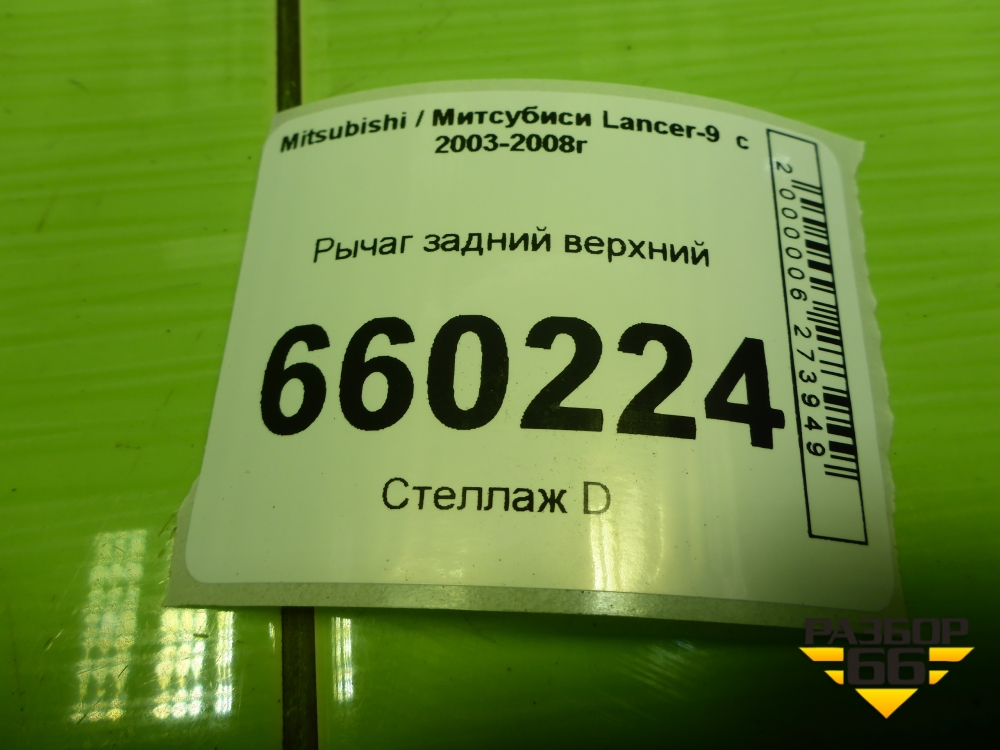 Mitsubishi / Митсубиси Lancer-9 с
2003-2008г
Рычаг задний верхний
660224
Стеллаж D
2000006273949
РАЗБОР
66